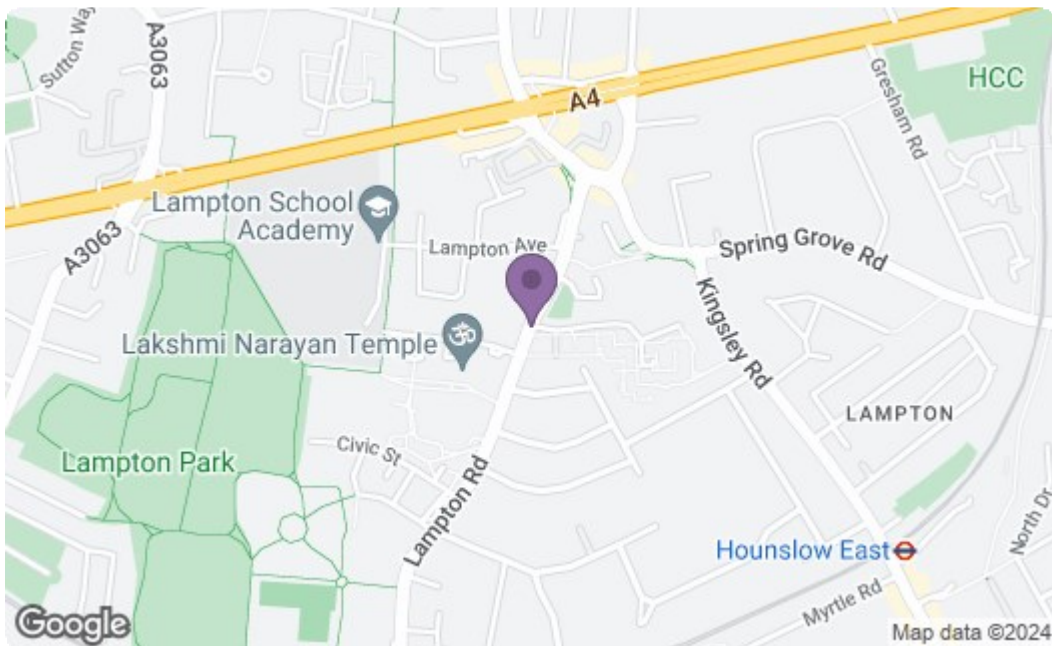 Sutton Way
A3063
A4
Gresham Rd
HCC
Lampton School
Academy
A3063
Lampton Ave
Spring Grove Rd
Kingsley Rd
Lakshmi Narayan Temple
ॐ
LAMPTON
Civic St
Lampton Park
Lampton Rd
North Dr
Hounslow East
Myrtle Rd
Google
Map data ©2024